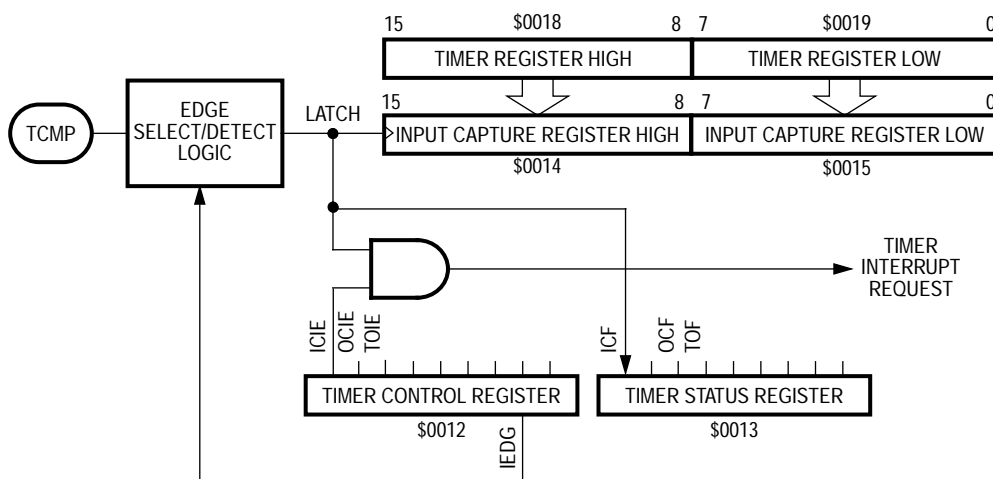 15 $0018 8 7 $0019 0
TIMER REGISTER HIGH TIMER REGISTER LOW
TCMP
EDGE
SELECT/DETECT
LOGIC
LATCH
15 8 7 0
INPUT CAPTURE REGISTER HIGH INPUT CAPTURE REGISTER LOW
$0014 $0015
TIMER
INTERRUPT
REQUEST
ICIE
OCIE
TOIE
ICF
OCF
TOF
TIMER CONTROL REGISTER TIMER STATUS REGISTER
$0012 $0013
IEDG